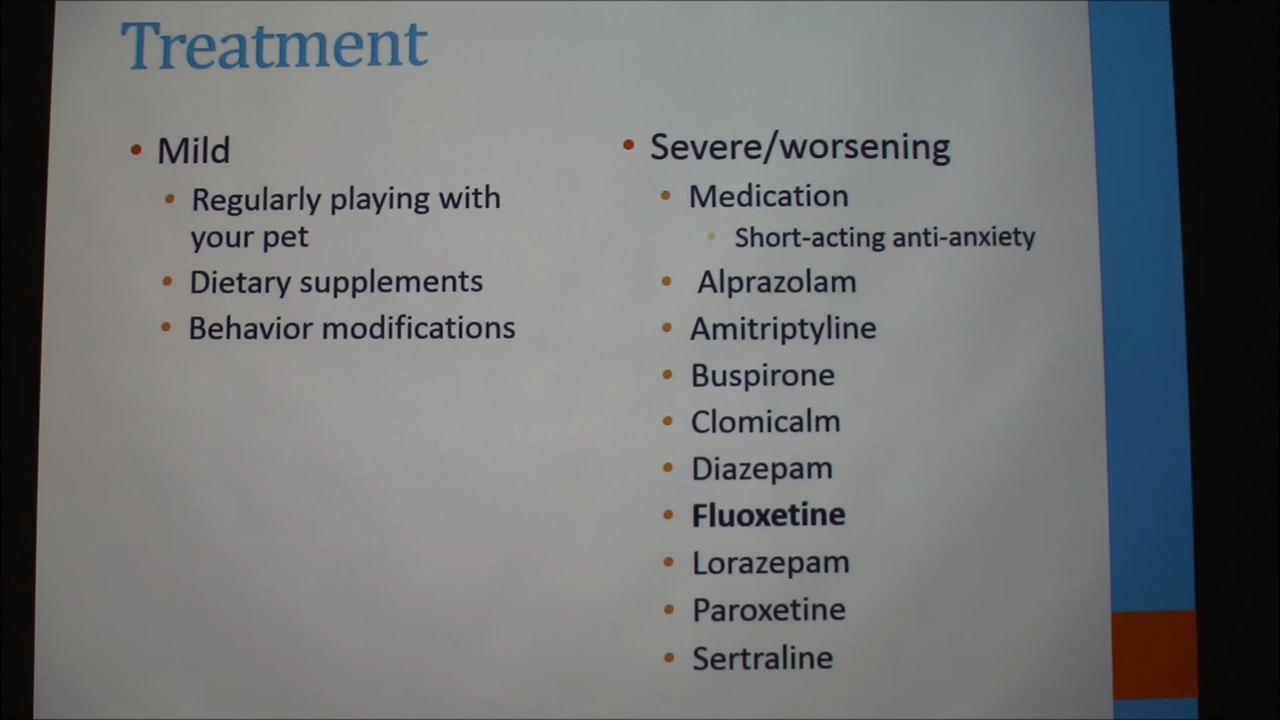 Treatment
Mild
Regularly playing with
your pet
Dietary supplements
Behavior modifications
Severe/worsening
Medication
Short-acting anti-anxiety
Alprazolam
Amitriptyline
Buspirone
Clomicalm
Diazepam
Fluoxetine
Lorazepam
Paroxetine
Sertraline